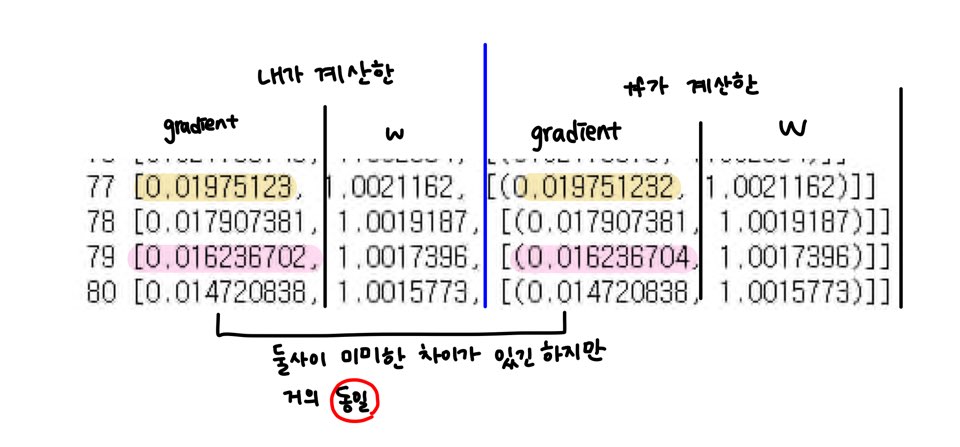 내가 계산한
tf가 계산한
gradient w gradient W
77 [0.01975123, 1.0021162, [(0.019751232, 1.0021162)]]
78 [0.017907381, 1.0019187, [(0.017907381, 1.0019187)]]
79 [0.016236702, 1.0017396, [(0.016236704, 1.0017396)]]
80 [0.014720838, 1.0015773, [(0.014720838, 1.0015773)]]
둘사이 미미한 차이가 있긴 하지만
거의 동일